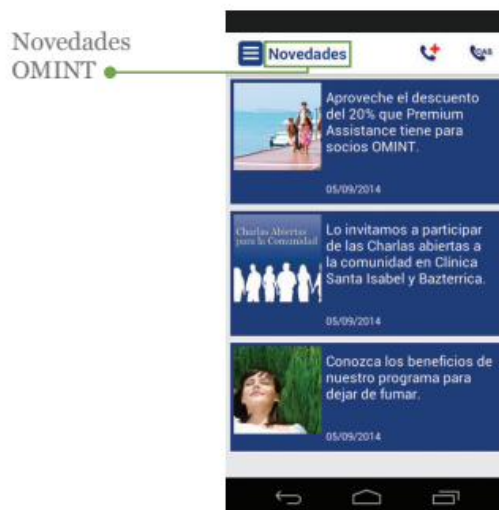 Novedades
OMINT
Novedades
OAS
Aproveche el descuento
del 20% que Premium
Assistance tiene para
socios OMINT.
05/09/2014
Charlas Abiertas
para la Comunidad
Lo invitamos a participar
de las Charlas abiertas a
la comunidad en Clínica
Santa Isabel y Bazterrica.
05/09/2014
Conozca los beneficios de
nuestro programa para
dejar de fumar.
05/09/2014